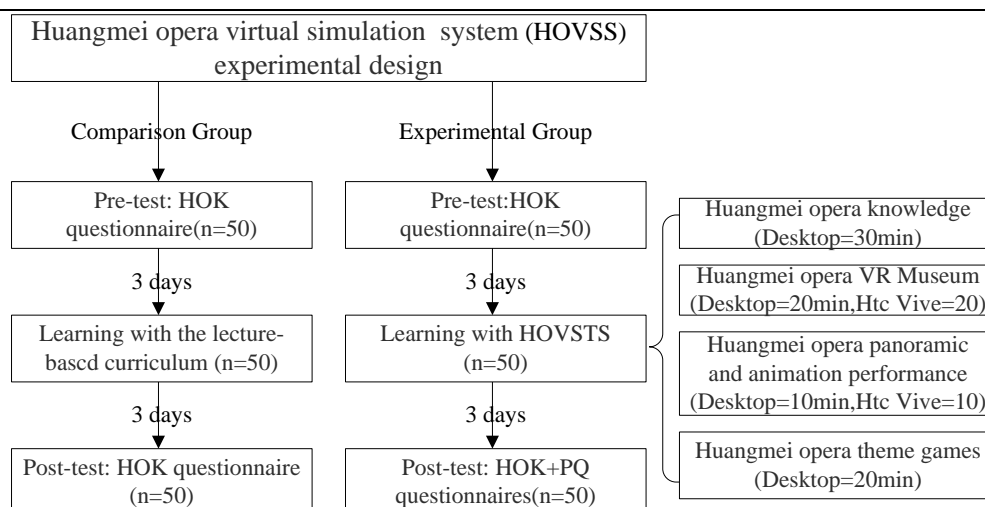 Huangmei opera virtual simulation system (HOVSS)
experimental design
Comparison Group
Experimental Group
Pre-test: HOK
questionnaire(n=50)
Pre-test:HOK
questionnaire(n=50)
3 days
3 days
Learning with the lecture-
bascd curriculum (n=50)
Learning with HOVSTS
(n=50)
3 days
3 days
Post-test: HOK questionnaire
(n=50)
Post-test: HOK+PQ
questionnaires(n=50)
Huangmei opera knowledge
(Desktop=30min)
Huangmei opera VR Museum
(Desktop=20min,Htc Vive=20)
Huangmei opera panoramic
and animation performance
(Desktop=10min,Htc Vive=10)
Huangmei opera theme games
(Desktop=20min)